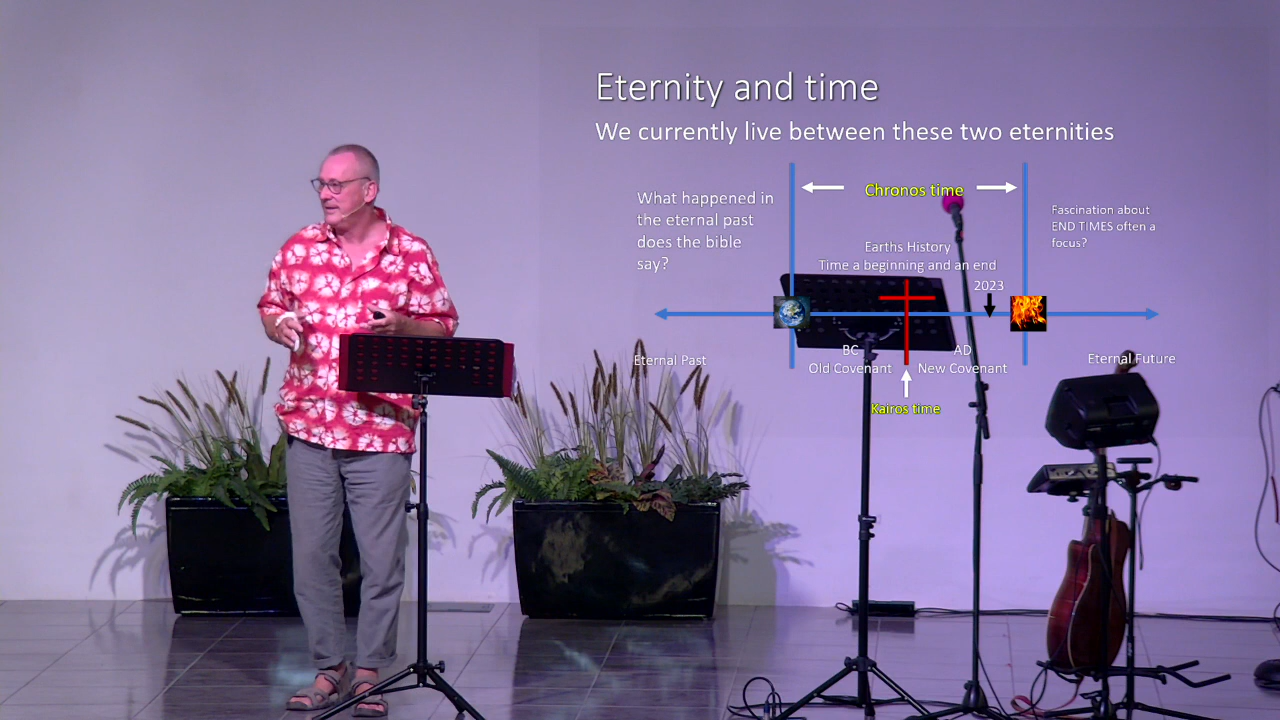 Eternity and time
We currently live between these two eternities
Chronos time
What happened in
the eternal past
does the bible
say?
Fascination about
END TIMES often a
focus?
Earths History
Time a beginning and an end
2023
BC
Old Covenant
AD
New Covenant
Eternal Past
Eternal Future
Kairos time